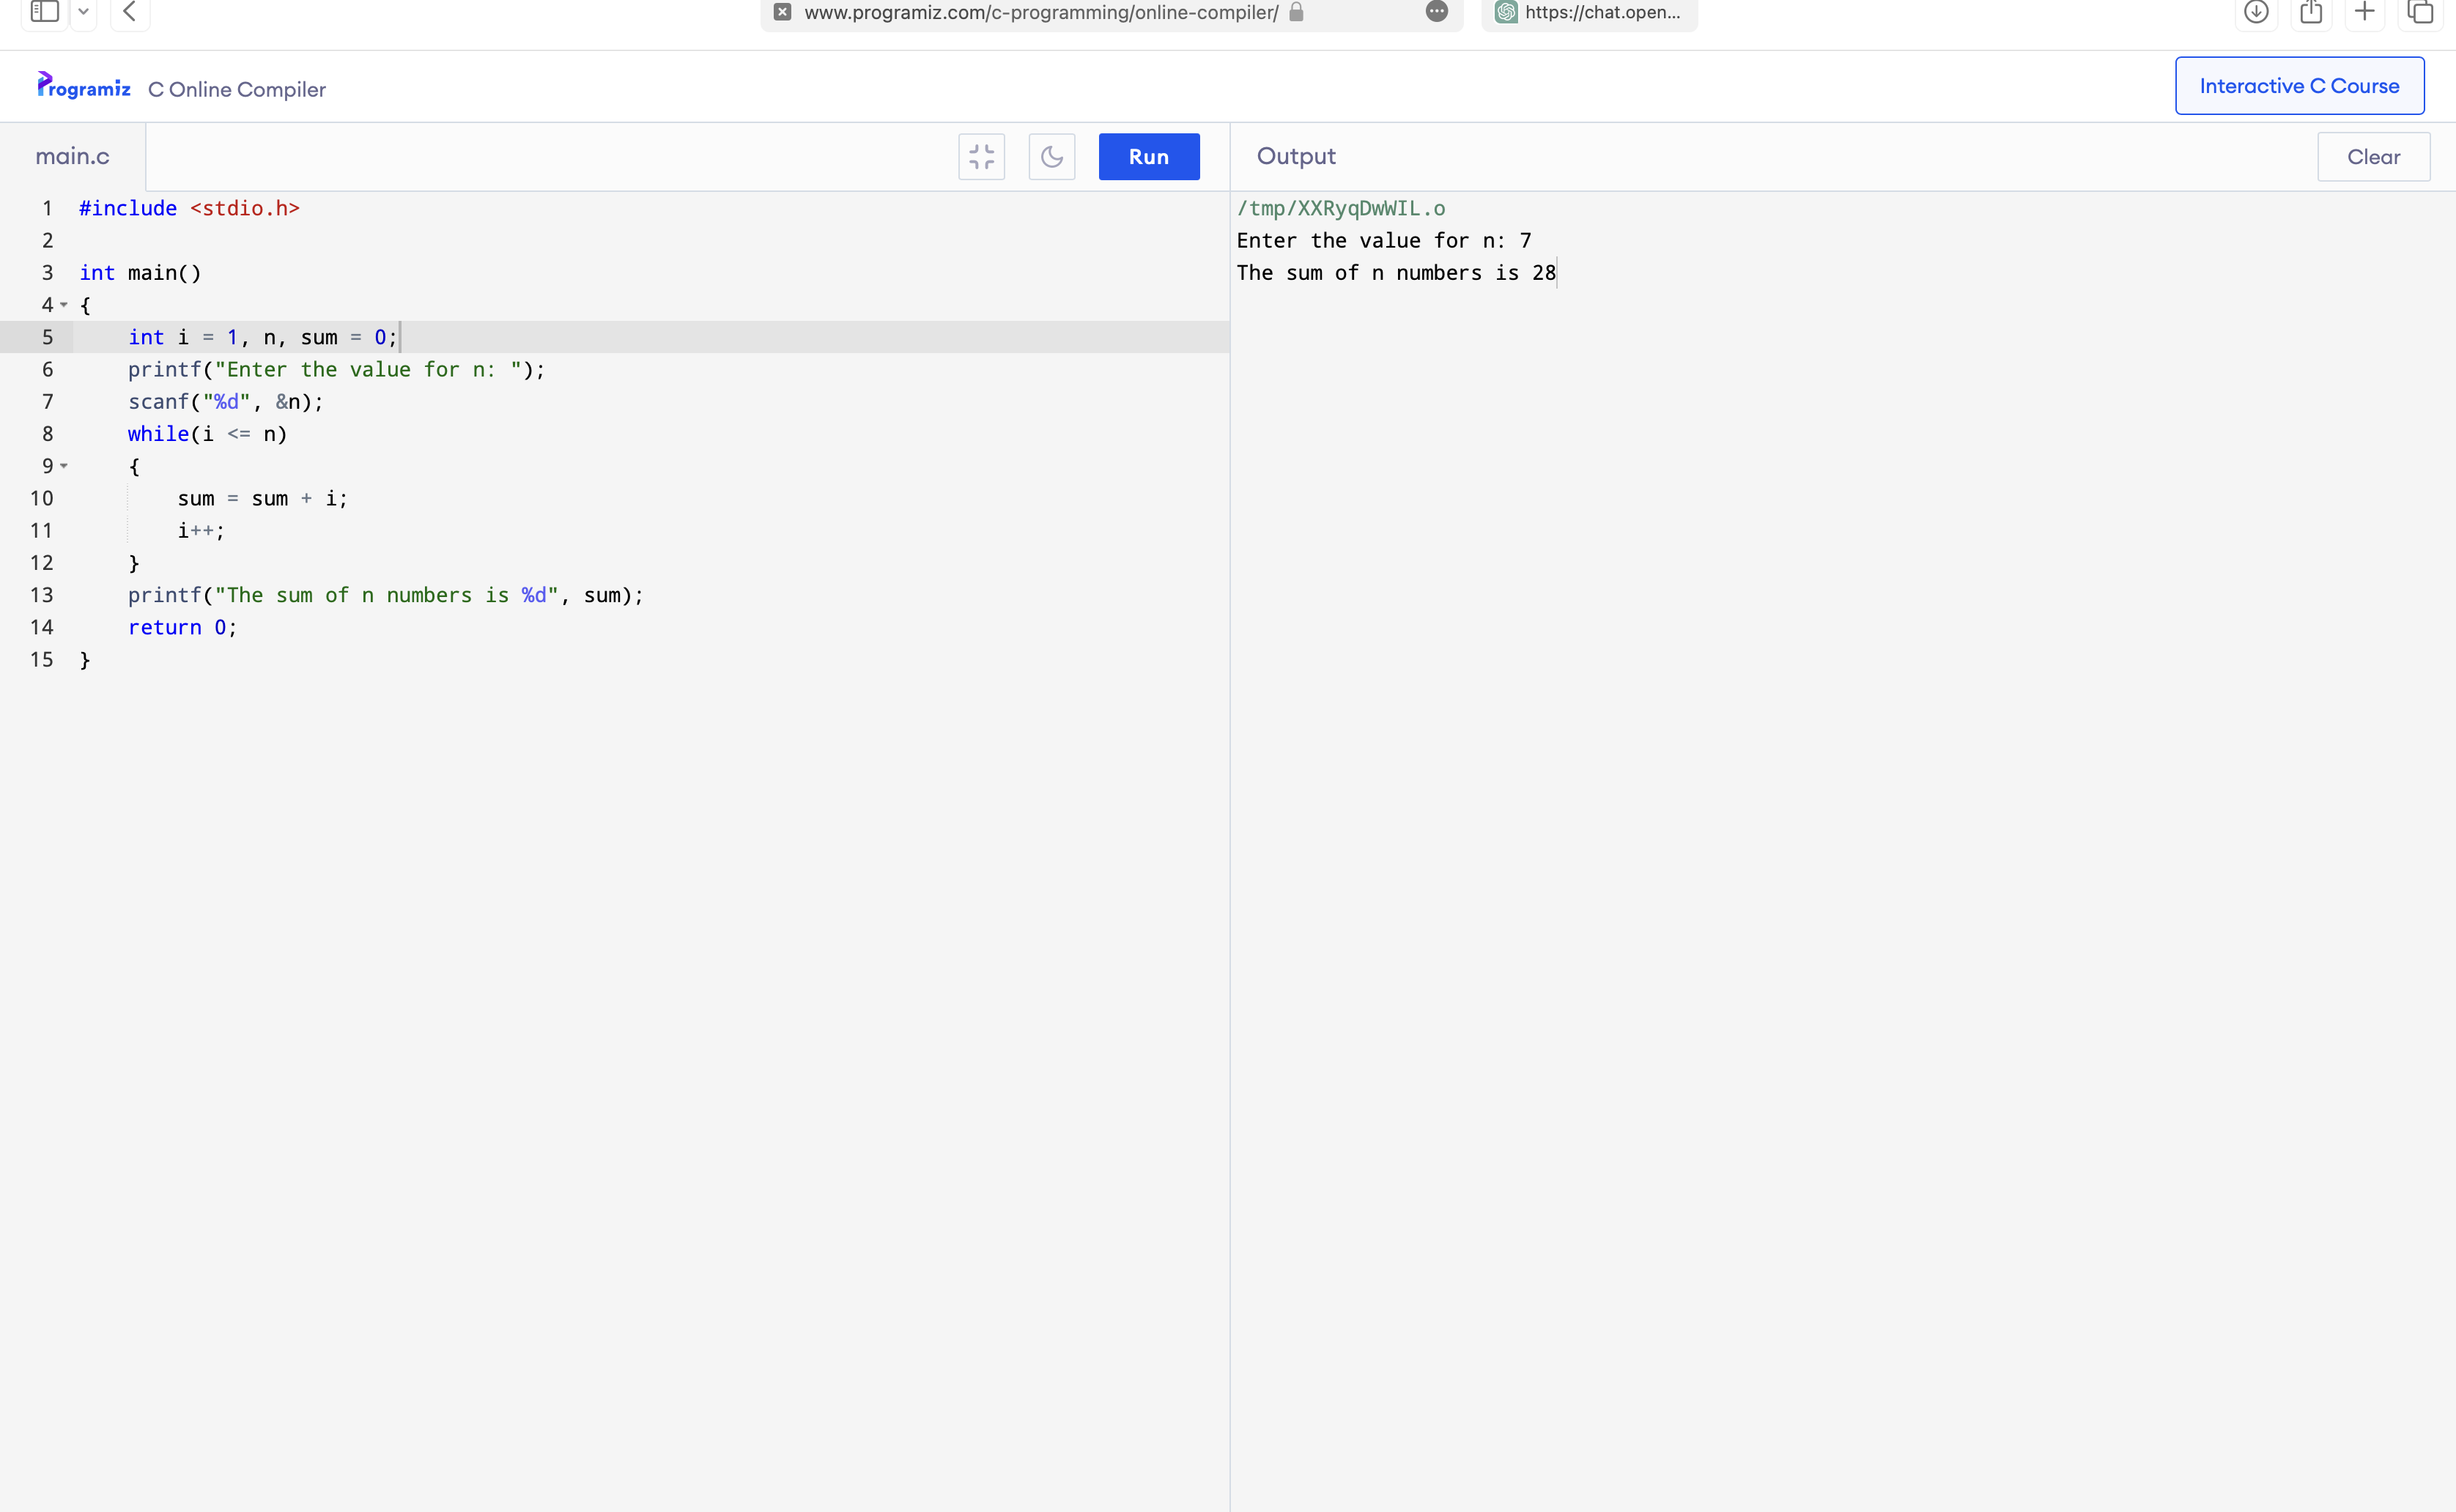 www.programiz.com/c-programming/online-compiler/
https://chat.open...
Programiz C Online Compiler
Interactive C Course
main.c
Run
1 #include <stdio.h>
2
3 int main()
4 {
5     int i = 1, n, sum = 0;
6     printf("Enter the value for n: ");
7     scanf("%d", &n);
8     while(i <= n)
9     {
10         sum = sum + i;
11         i++;
12     }
13     printf("The sum of n numbers is %d", sum);
14     return 0;
15 }
Output
Clear
/tmp/XXRyqDwWIL.o
Enter the value for n: 7
The sum of n numbers is 28